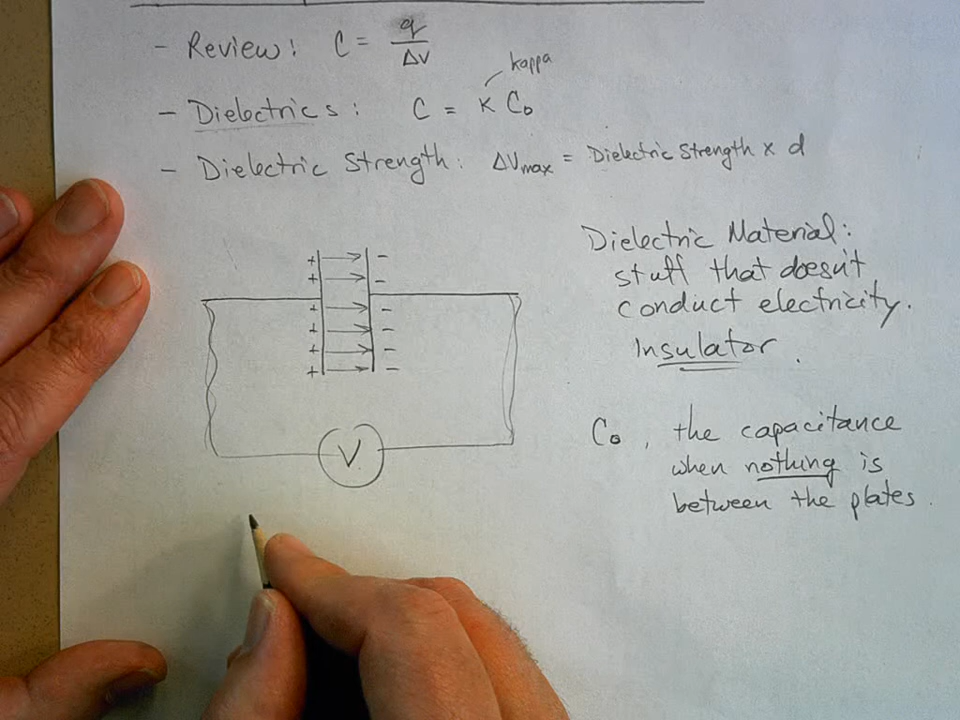 - Review: C = q/ΔV
kappa
- Dielectrics: C = κ C₀
- Dielectric Strength: ΔVmax = Dielectric Strength x d
Dielectric Material:
stuff that doesn't
conduct electricity.
Insulator.
+ -
+ -
+ -
+ -
+ -
+ -
V
C₀, the capacitance
when nothing is
between the plates.